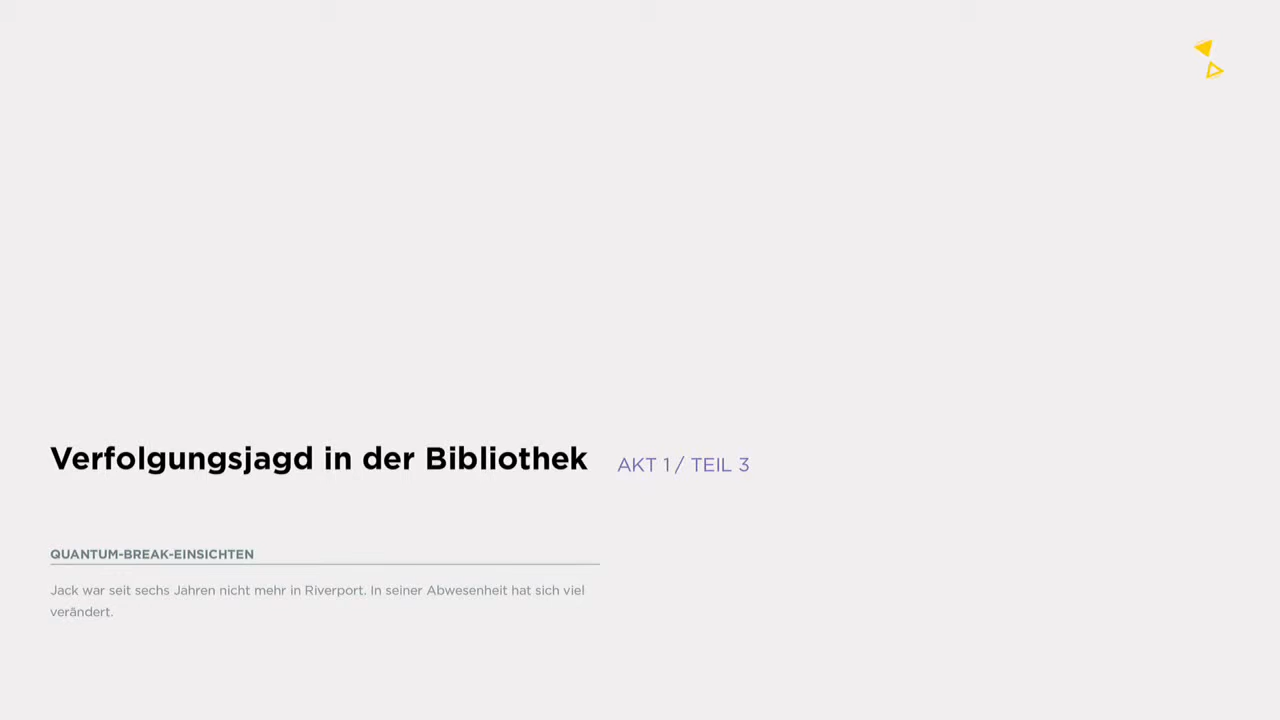 Verfolgungsjagd in der Bibliothek AKT 1 / TEIL 3
QUANTUM-BREAK-EINSICHTEN
Jack war seit sechs Jahren nicht mehr in Riverport. In seiner Abwesenheit hat sich viel
verändert.